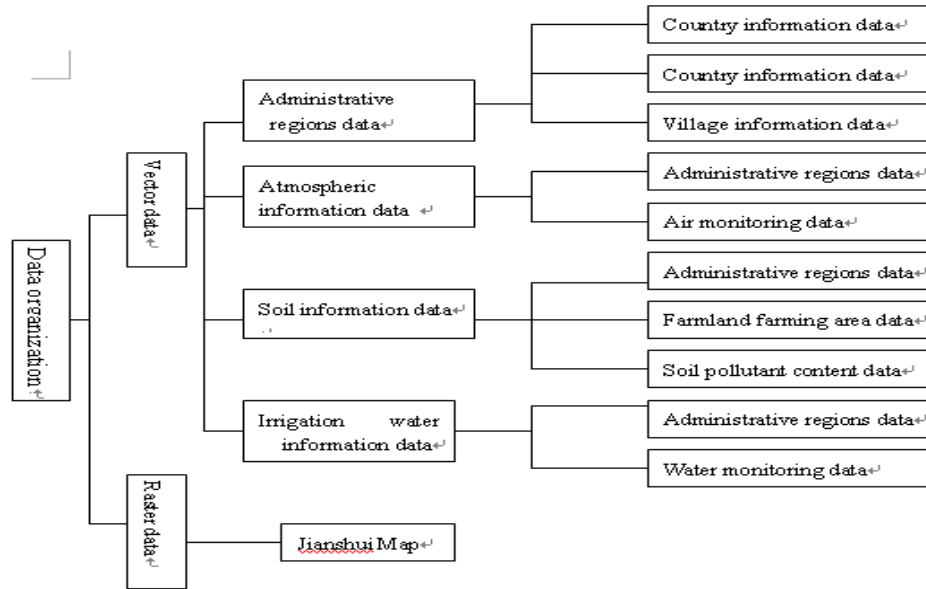 Country information data
Country information data
Village information data
Administrative
regions data
Administrative regions data
Air monitoring data
Atmospheric
information data
Vector data
Data organization
Administrative regions data
Farmland farming area data
Soil pollutant content data
Soil information data
Administrative regions data
Water monitoring data
Irrigation water
information data
Raster data
Jianshui Map